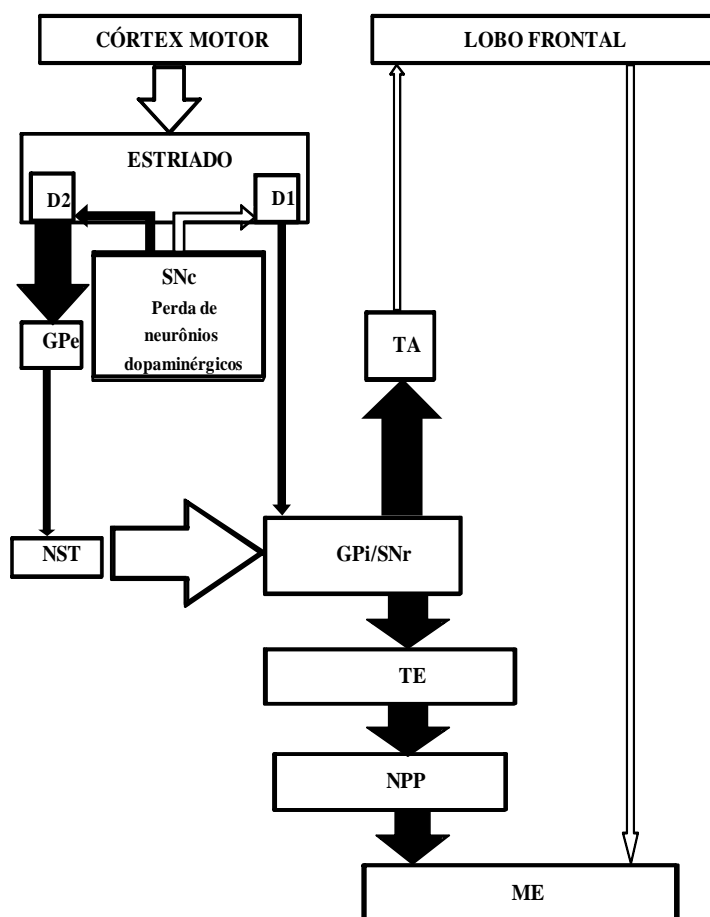 CÓRTEX MOTOR
LOBO FRONTAL
ESTRIADO
D2
D1
SNc
Perda de
neurônios
dopaminérgicos
GPe
TA
NST
GPi/SNr
TE
NPP
ME